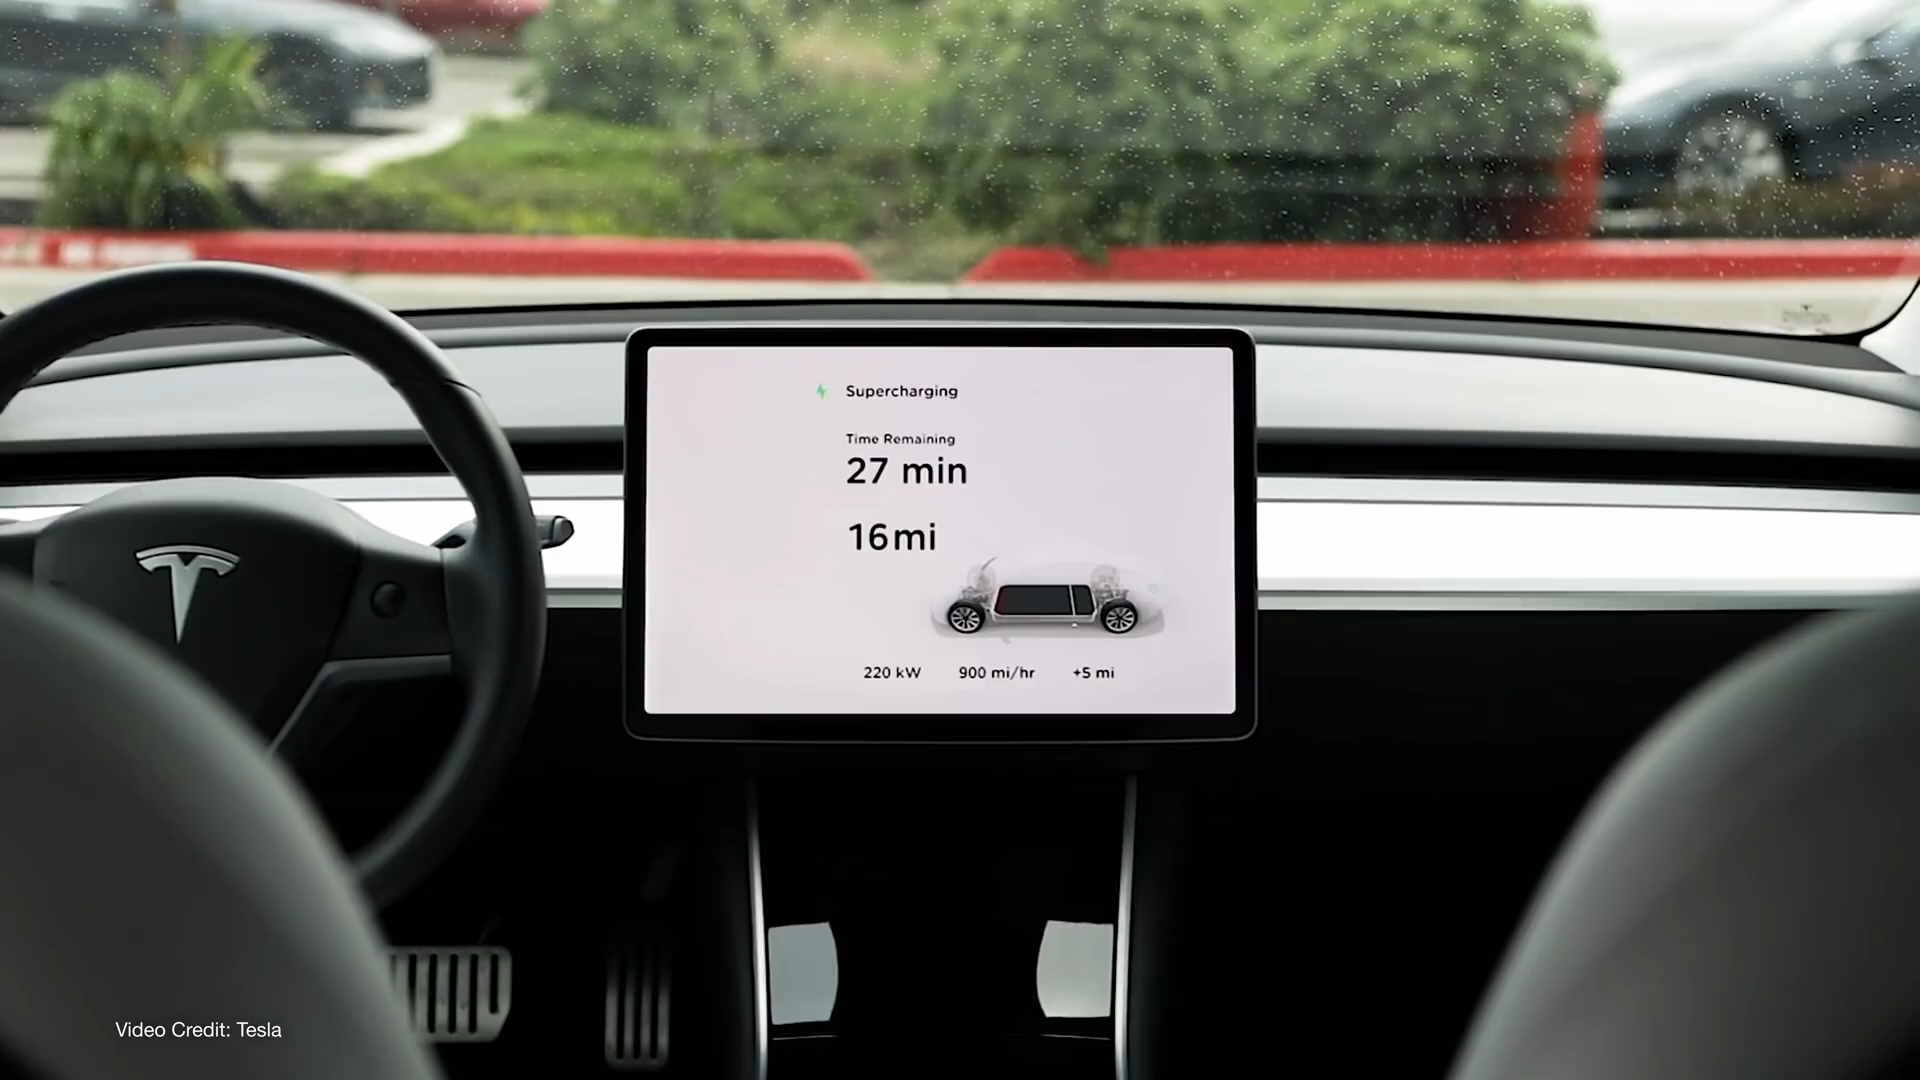 Supercharging
Time Remaining
27 min
16mi
220 kW 900 mi/hr +5 mi
Video Credit: Tesla